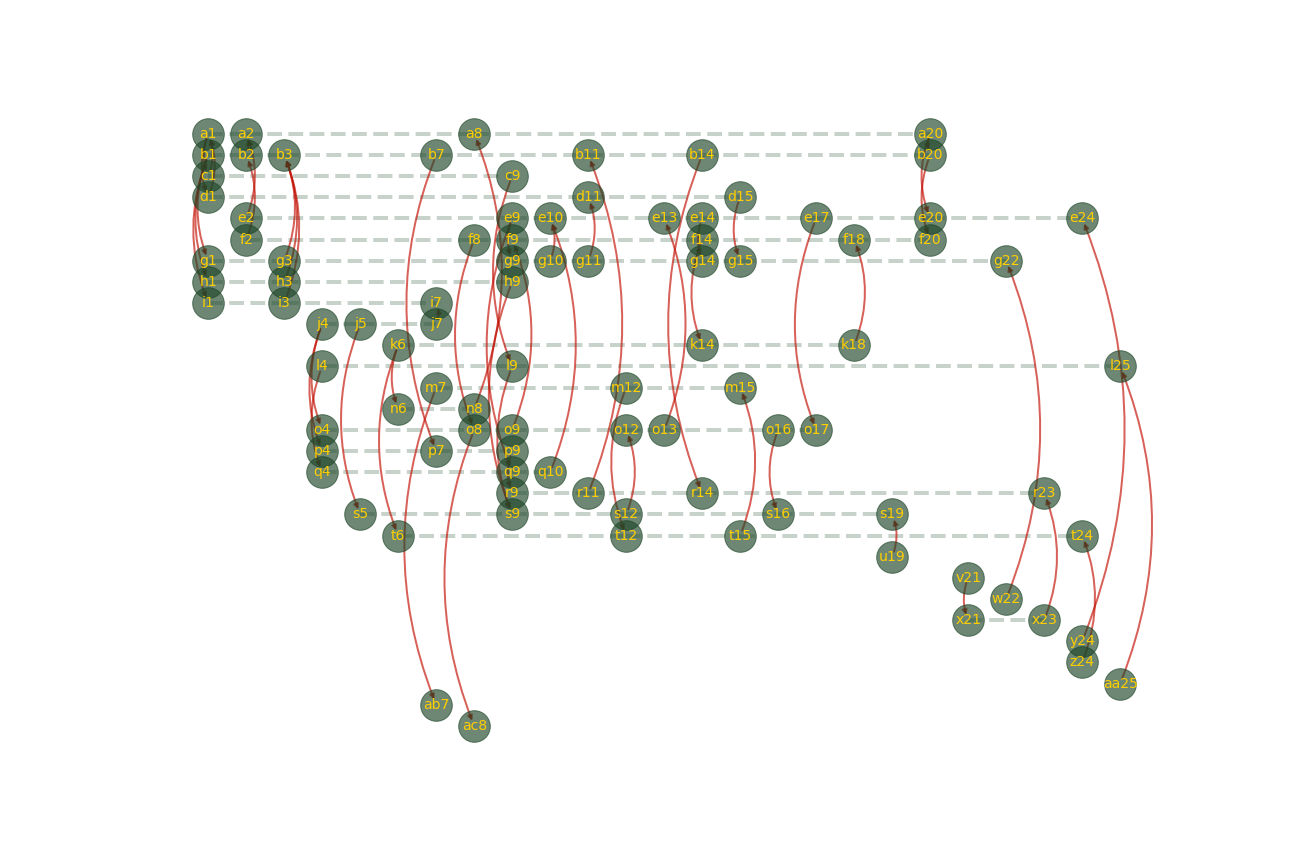 a1 a2 a8 a20
b1 b2 b3 b7 b11 b14 b20
c1 c9
d1 d11 d15
e2 e9 e10 e13 e14 e17 e20 e24
f2 f8 f9 f14 f18 f20
g1 g3 g9 g10 g11 g14 g15 g22
h1 h3 h9
i1 i3 i7
j4 j5 j7
k6 k14 k18
l4 l9 l25
m7 m12 m15
n6 n8
o4 o8 o9 o12 o13 o16 o17
p4 p7 p9
q4 q9 q10
r9 r11 r14 r23
s5 s9 s12 s16 s19
t6 t12 t15 t24
u19
v21
w22
x21 x23
y24
z24
aa25
ab7
ac8